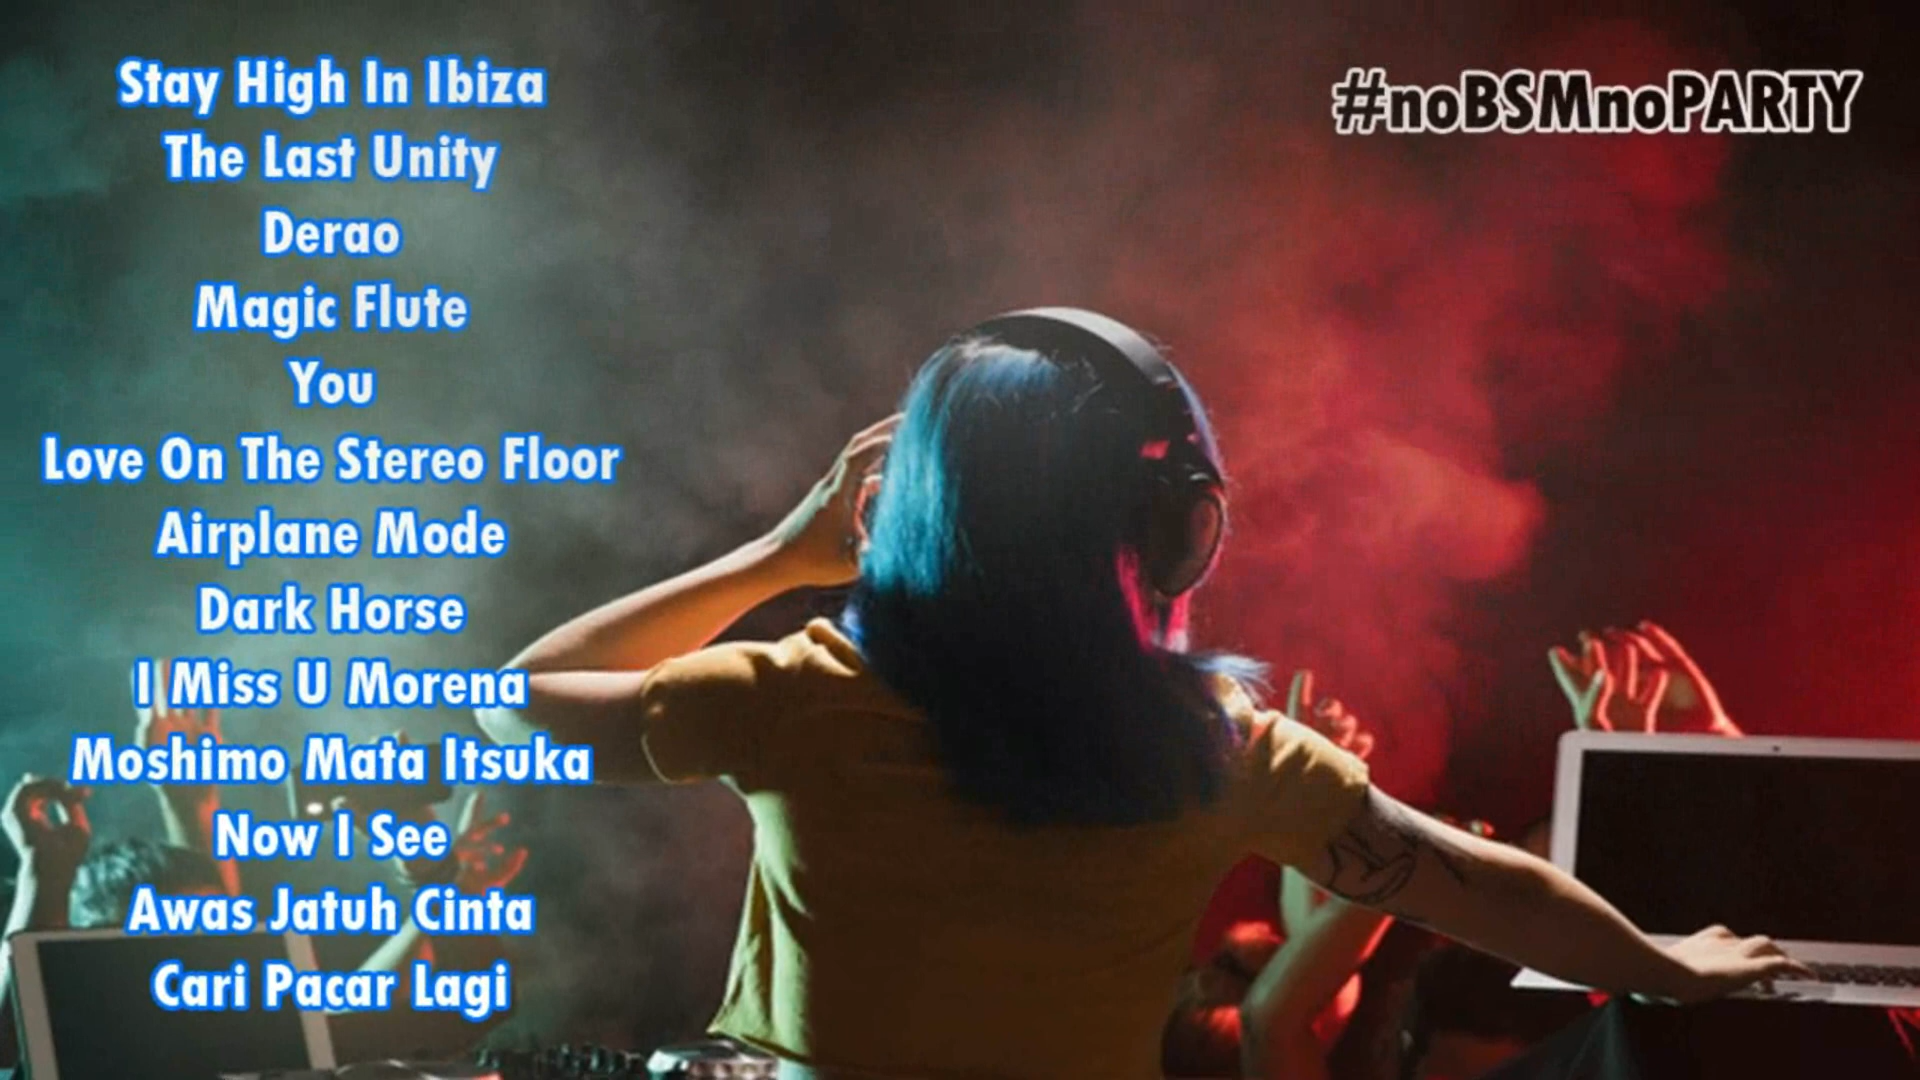 Stay High In Ibiza
The Last Unity
Derao
Magic Flute
You
Love On The Stereo Floor
Airplane Mode
Dark Horse
I Miss U Morena
Moshimo Mata Itsuka
Now I See
Awas Jatuh Cinta
Cari Pacar Lagi
#noBSMnoPARTY